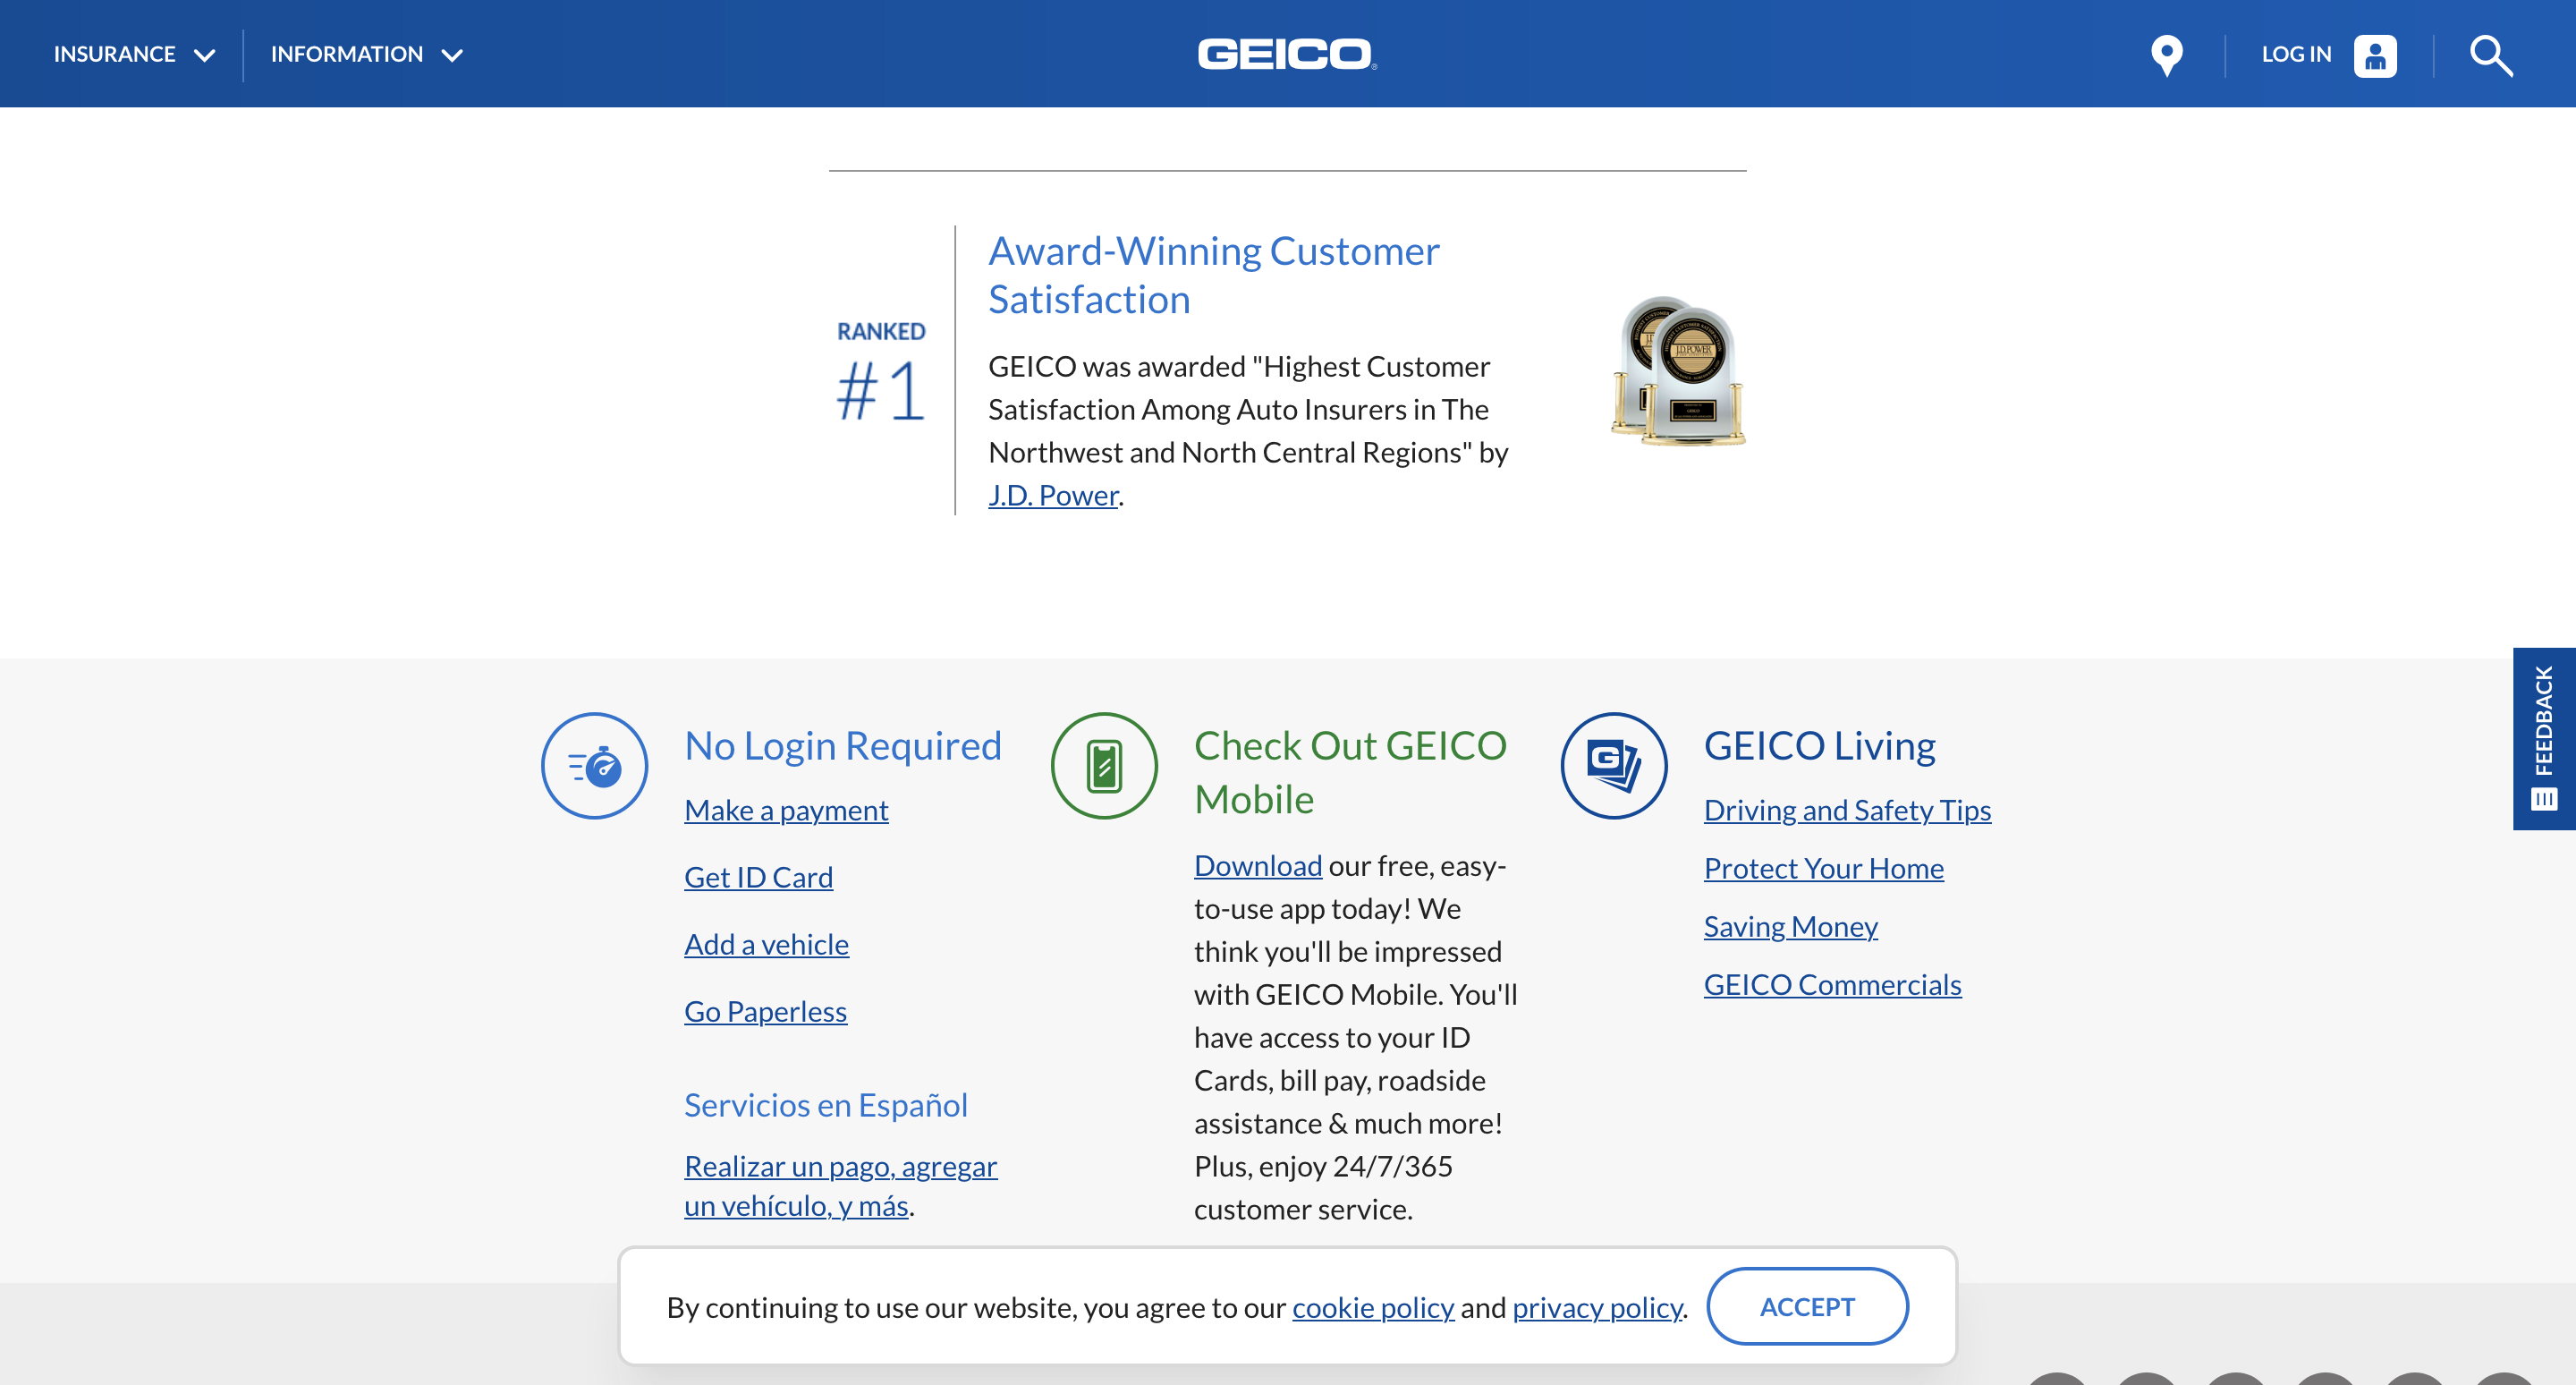 INSURANCE
INFORMATION
GEICO
LOG IN
RANKED
#1
Award-Winning Customer
Satisfaction
GEICO was awarded "Highest Customer
Satisfaction Among Auto Insurers in The
Northwest and North Central Regions" by
J.D. Power.
J.D. POWER
FEEDBACK
No Login Required
Make a payment
Get ID Card
Add a vehicle
Go Paperless
Servicios en Español
Realizar un pago, agregar
un vehículo, y más.
Check Out GEICO
Mobile
Download our free, easy-
to-use app today! We
think you'll be impressed
with GEICO Mobile. You'll
have access to your ID
Cards, bill pay, roadside
assistance & much more!
Plus, enjoy 24/7/365
customer service.
G
GEICO Living
Driving and Safety Tips
Protect Your Home
Saving Money
GEICO Commercials
By continuing to use our website, you agree to our cookie policy and privacy policy.
ACCEPT